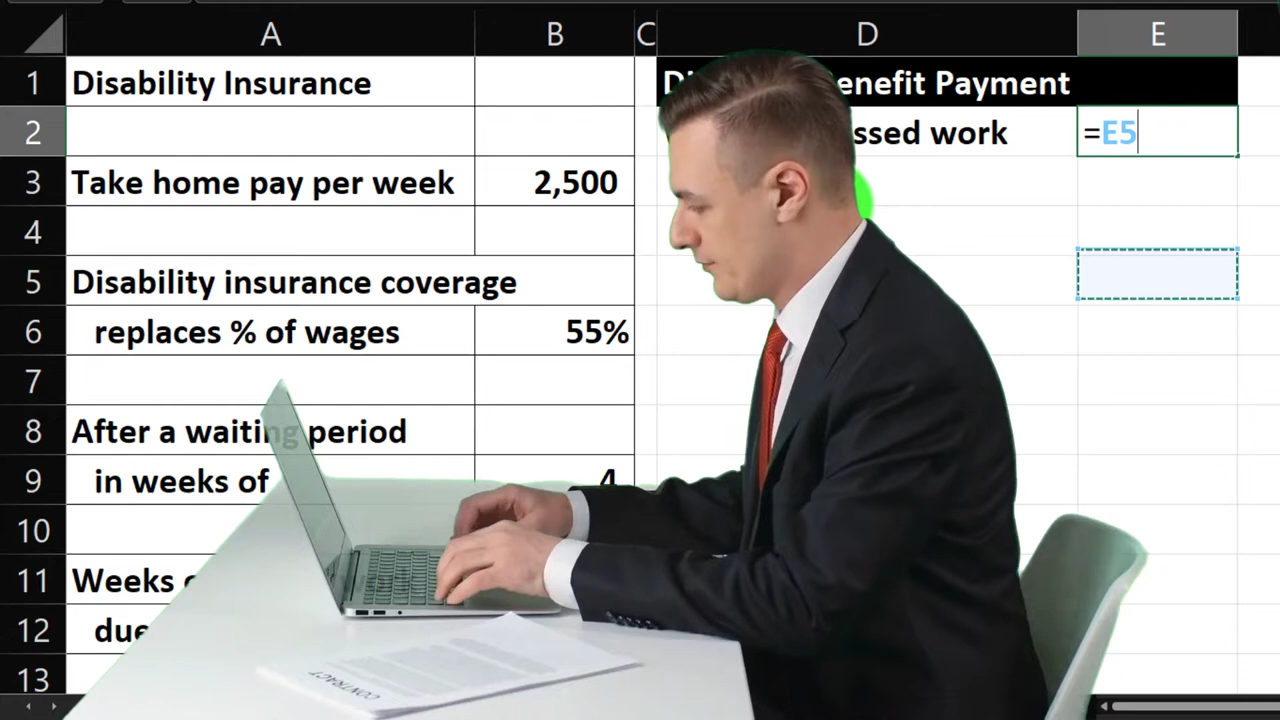 A B C D E
1 Disability Insurance enefit Payment
2 ssed work =E5
3 Take home pay per week 2,500
4
5 Disability insurance coverage
6 replaces % of wages 55%
7
8 After a waiting period
9 in weeks of 4
10
11 Weeks
12 due
13
CONTRACT